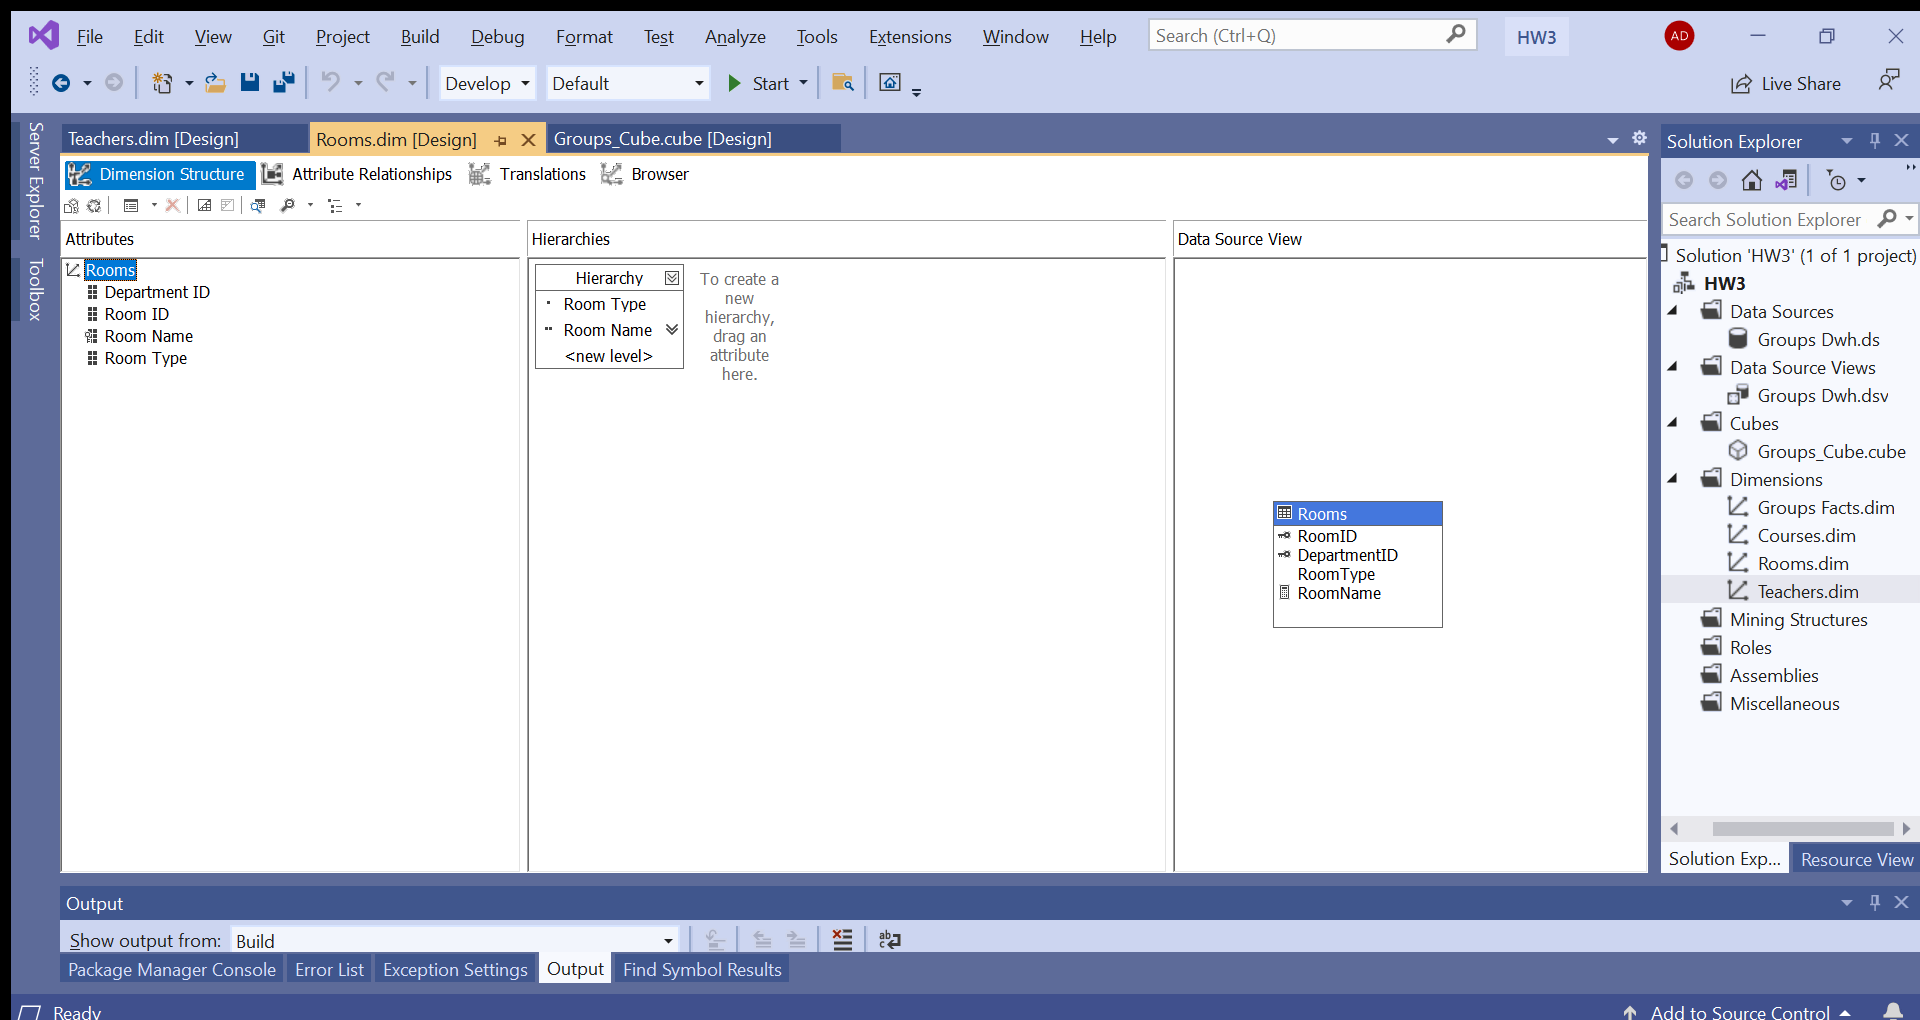 File Edit View Git Project Build Debug Format Test Analyze Tools Extensions Window Help Search (Ctrl+Q) HW3 AD
Develop Default Start Live Share
Server Explorer
Toolbox
Teachers.dim [Design] Rooms.dim [Design] Groups_Cube.cube [Design]
Dimension Structure Attribute Relationships Translations Browser
Attributes
Rooms
Department ID
Room ID
Room Name
Room Type
Hierarchies
Hierarchy
Room Type
Room Name
<new level>
To create a
new
hierarchy,
drag an
attribute
here.
Data Source View
Rooms
RoomID
DepartmentID
RoomType
RoomName
Solution Explorer
Search Solution Explorer
Solution 'HW3' (1 of 1 project)
HW3
Data Sources
Groups Dwh.ds
Data Source Views
Groups Dwh.dsv
Cubes
Groups_Cube.cube
Dimensions
Groups Facts.dim
Courses.dim
Rooms.dim
Teachers.dim
Mining Structures
Roles
Assemblies
Miscellaneous
Solution Exp... Resource View
Output
Show output from: Build
Package Manager Console Error List Exception Settings Output Find Symbol Results
Ready Add to Source Control